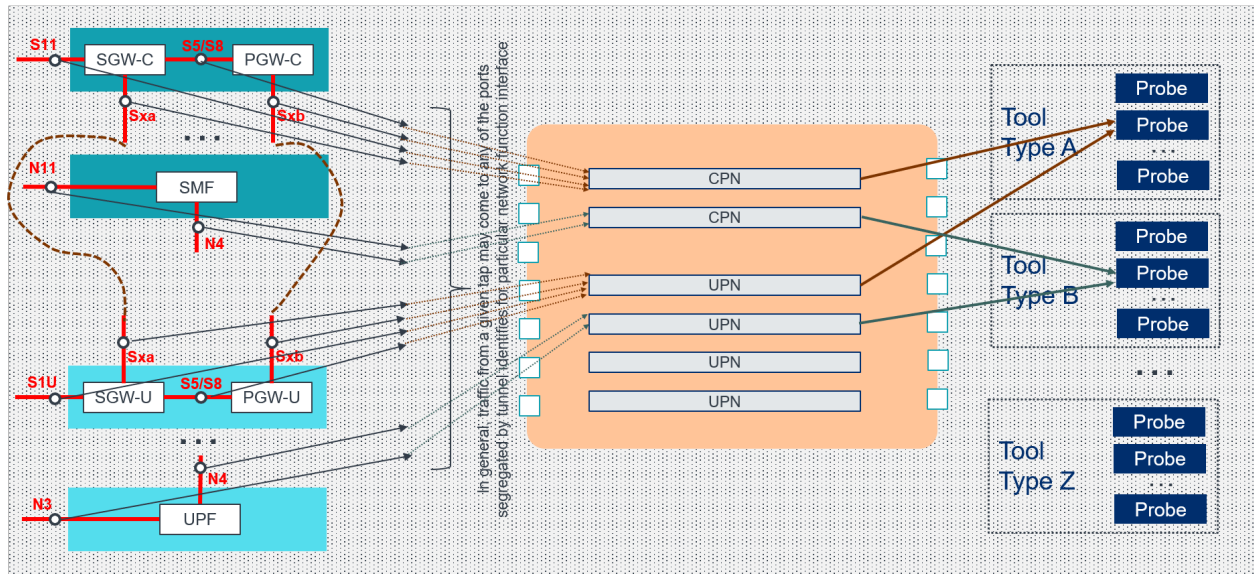 S11
SGW-C
S5/S8
PGW-C
Sxa
Sxb
...
N11
SMF
N4
Sxa
Sxb
S1U
SGW-U
S5/S8
PGW-U
...
N4
N3
UPF
In general, traffic from a given tap may come to any of the ports
segregated by tunnel identifies for particular network function interface
CPN
CPN
UPN
UPN
UPN
UPN
Tool
Type A
Probe
Probe
...
Probe
Tool
Type B
Probe
Probe
...
Probe
...
Tool
Type Z
Probe
Probe
...
Probe